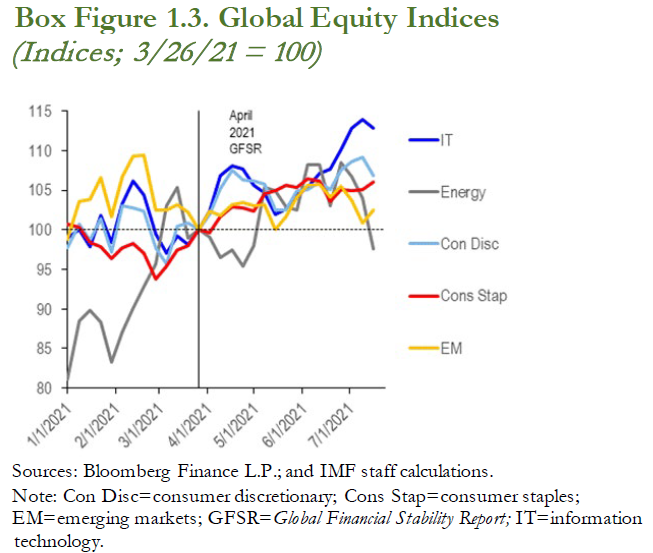 Box Figure 1.3. Global Equity Indices
(Indices; 3/26/21 = 100)
115
110
105
100
95
90
85
80
April
2021
GFSR
IT
Energy
Con Disc
Cons Stap
EM
1/1/2021
2/1/2021
3/1/2021
4/1/2021
5/1/2021
6/1/2021
7/1/2021
Sources: Bloomberg Finance L.P.; and IMF staff calculations.
Note: Con Disc=consumer discretionary; Cons Stap=consumer staples;
EM=emerging markets; GFSR=Global Financial Stability Report; IT=information
technology.